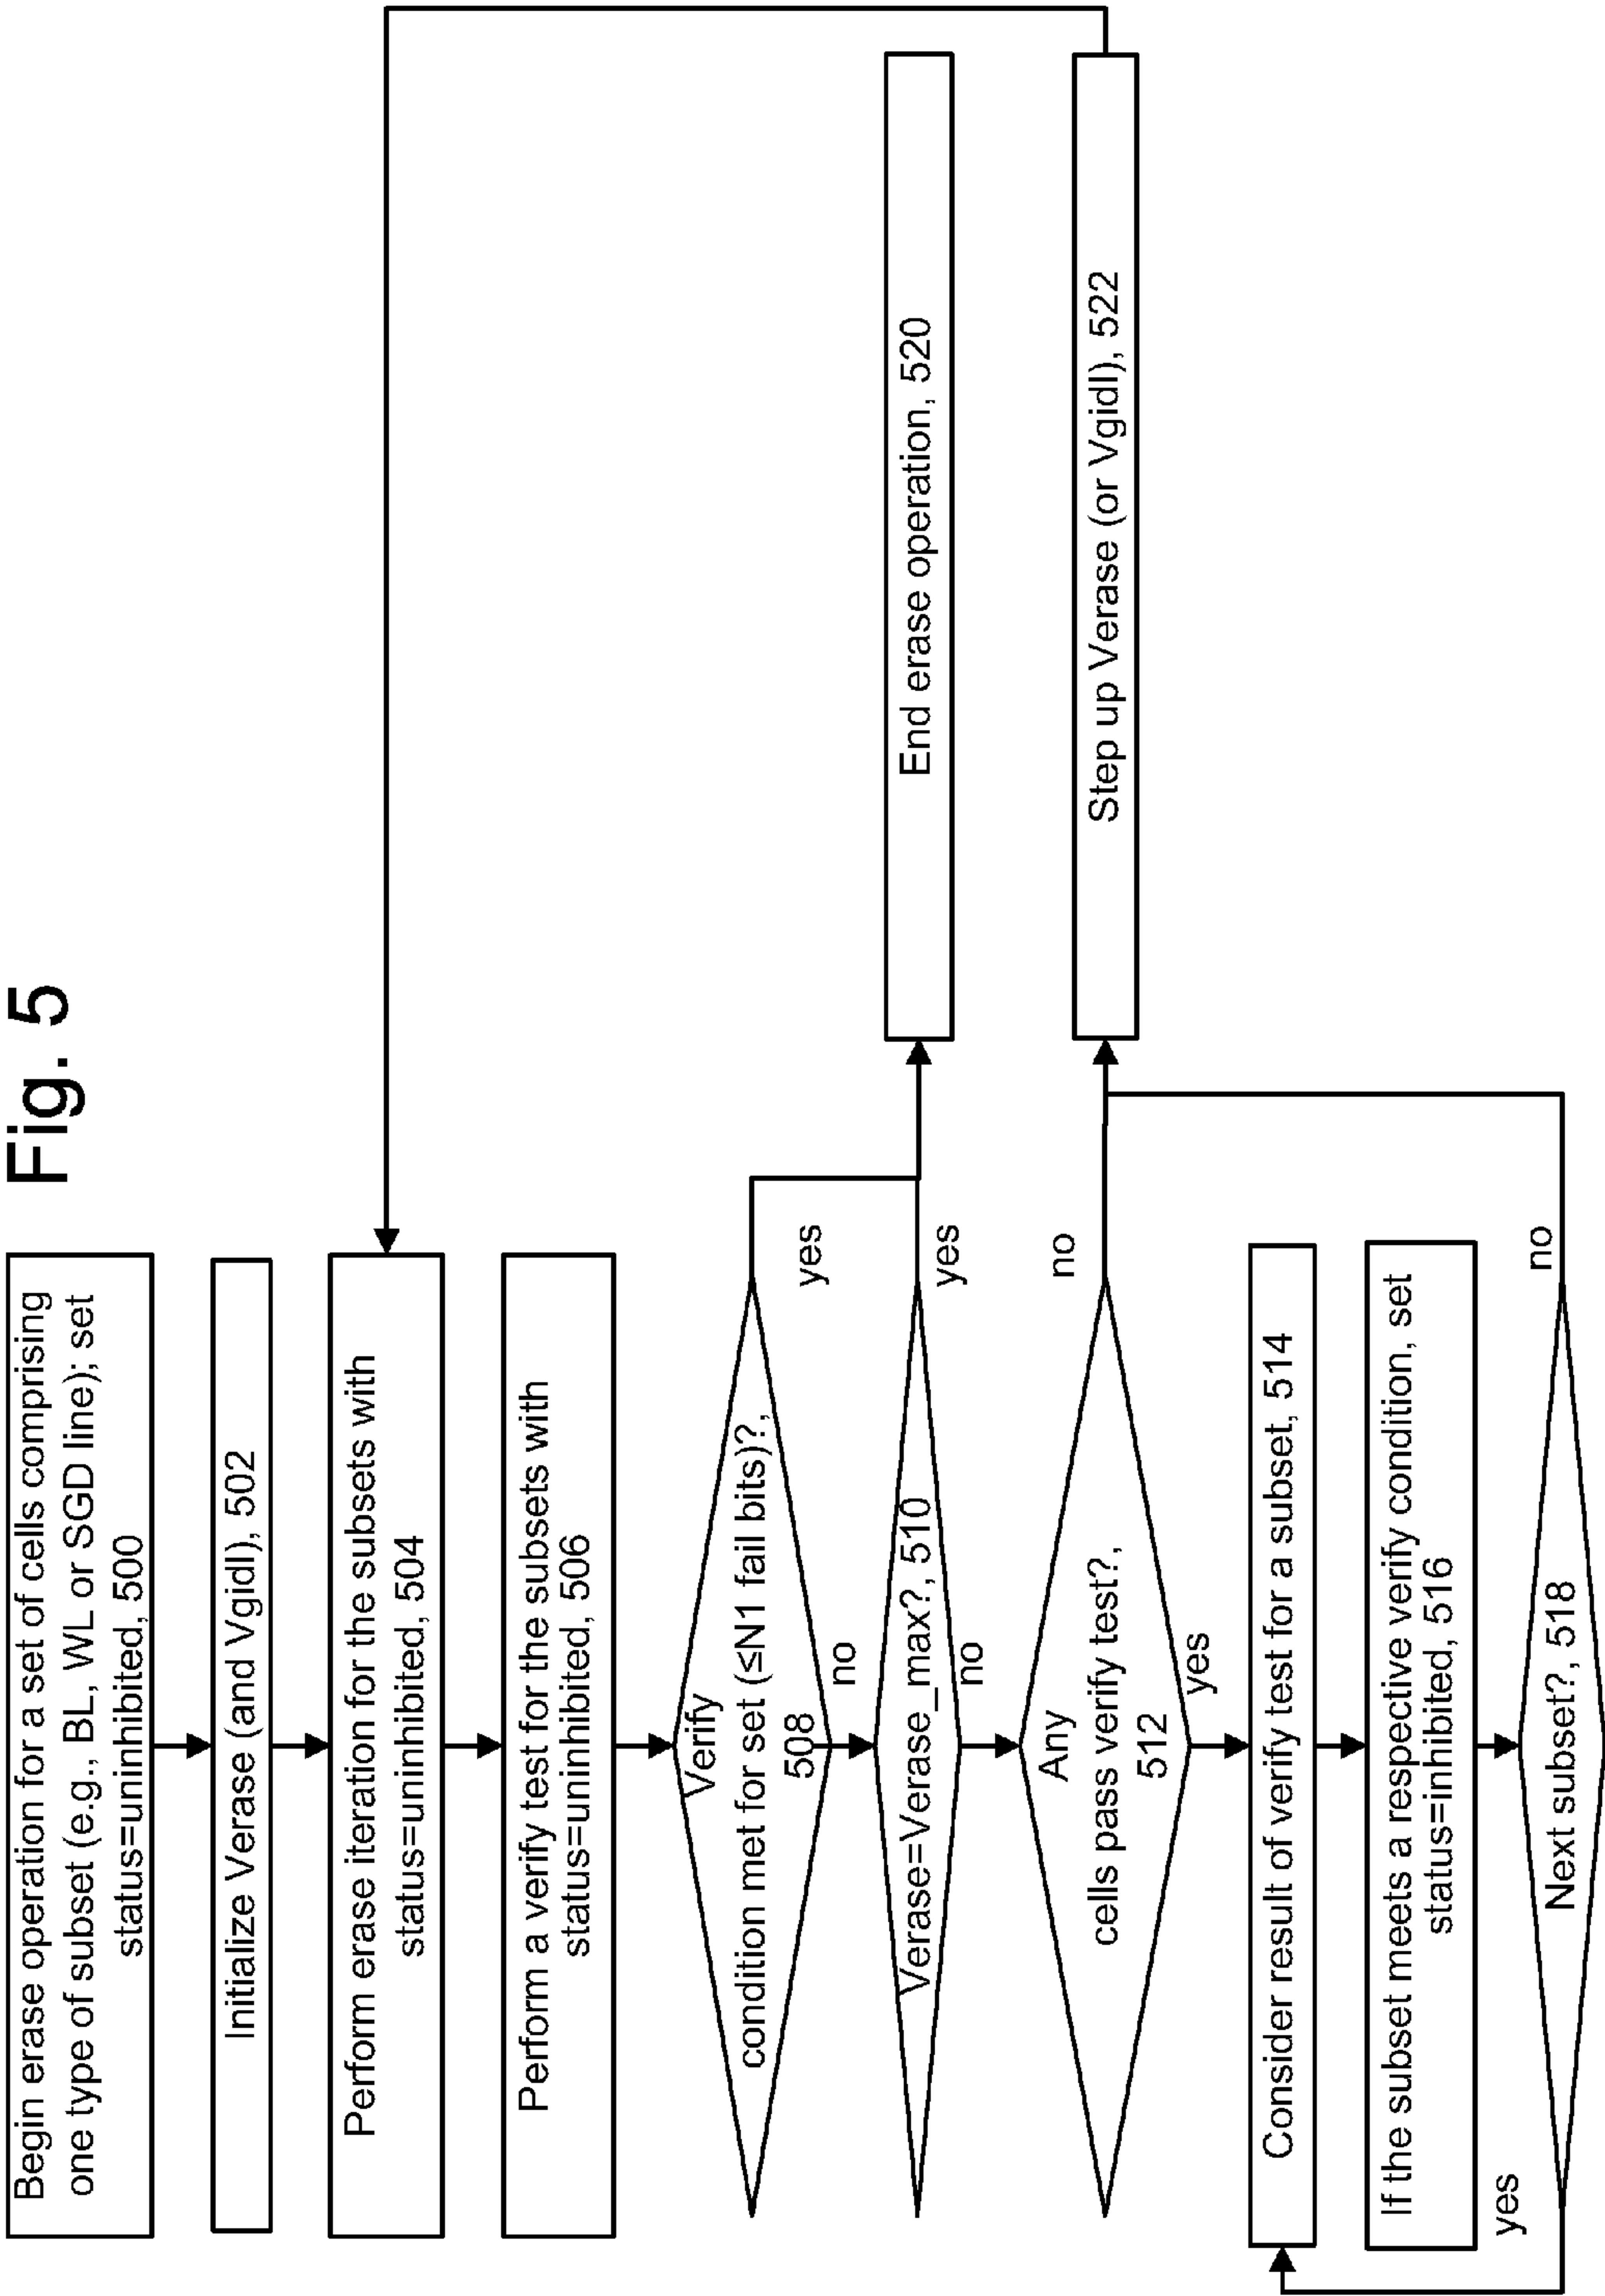 Fig. 5
Begin erase operation for a set of cells comprising
one type of subset (e.g., BL, WL or SGD line); set
status=uninhibited, 500
Initialize Verase (and Vgidl), 502
Perform erase iteration for the subsets with
status=uninhibited, 504
Perform a verify test for the subsets with
status=uninhibited, 506
Verify
condition met for set (≤N1 fail bits)?,
508
yes
no
Verase=Verase_max?, 510
yes
no
End erase operation, 520
Any
cells pass verify test?,
512
no
yes
Step up Verase (or Vgidl), 522
Consider result of verify test for a subset, 514
If the subset meets a respective verify condition, set
status=inhibited, 516
yes
Next subset?, 518
no